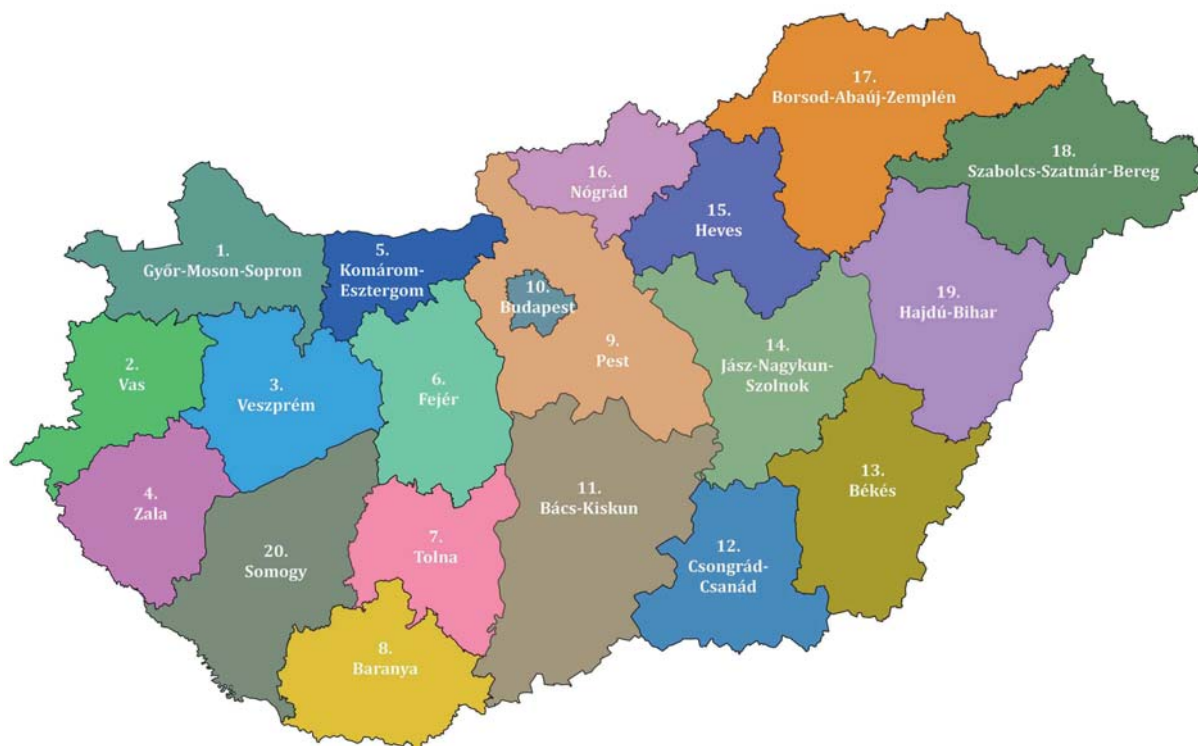 1.
Győr-Moson-Sopron
2.
Vas
3.
Veszprém
4.
Zala
5.
Komárom-
Esztergom
6.
Fejér
7.
Tolna
8.
Baranya
9.
Pest
10.
Budapest
11.
Bács-Kiskun
12.
Csongrád-
Csanád
13.
Békés
14.
Jász-Nagykun-
Szolnok
15.
Heves
16.
Nógrád
17.
Borsod-Abaúj-Zemplén
18.
Szabolcs-Szatmár-Bereg
19.
Hajdú-Bihar
20.
Somogy